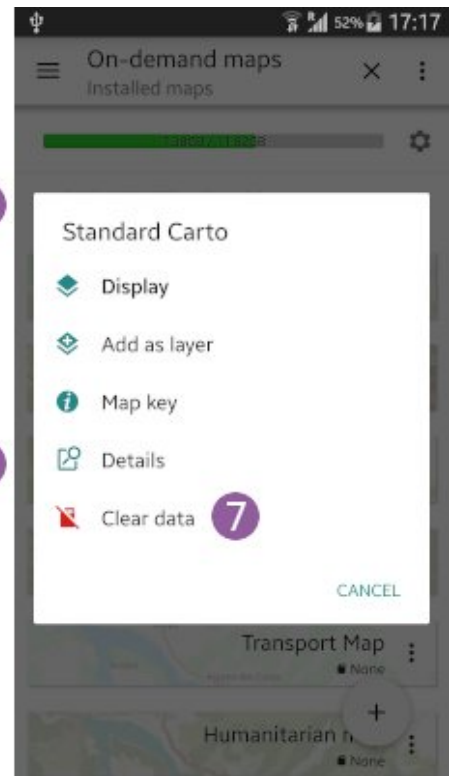 R
52%
17:17
On-demand maps
Installed maps
Standard Carto
Display
Add as layer
Map key
Details
Clear data
7
CANCEL
Transport Map
None
Humanitarian
None